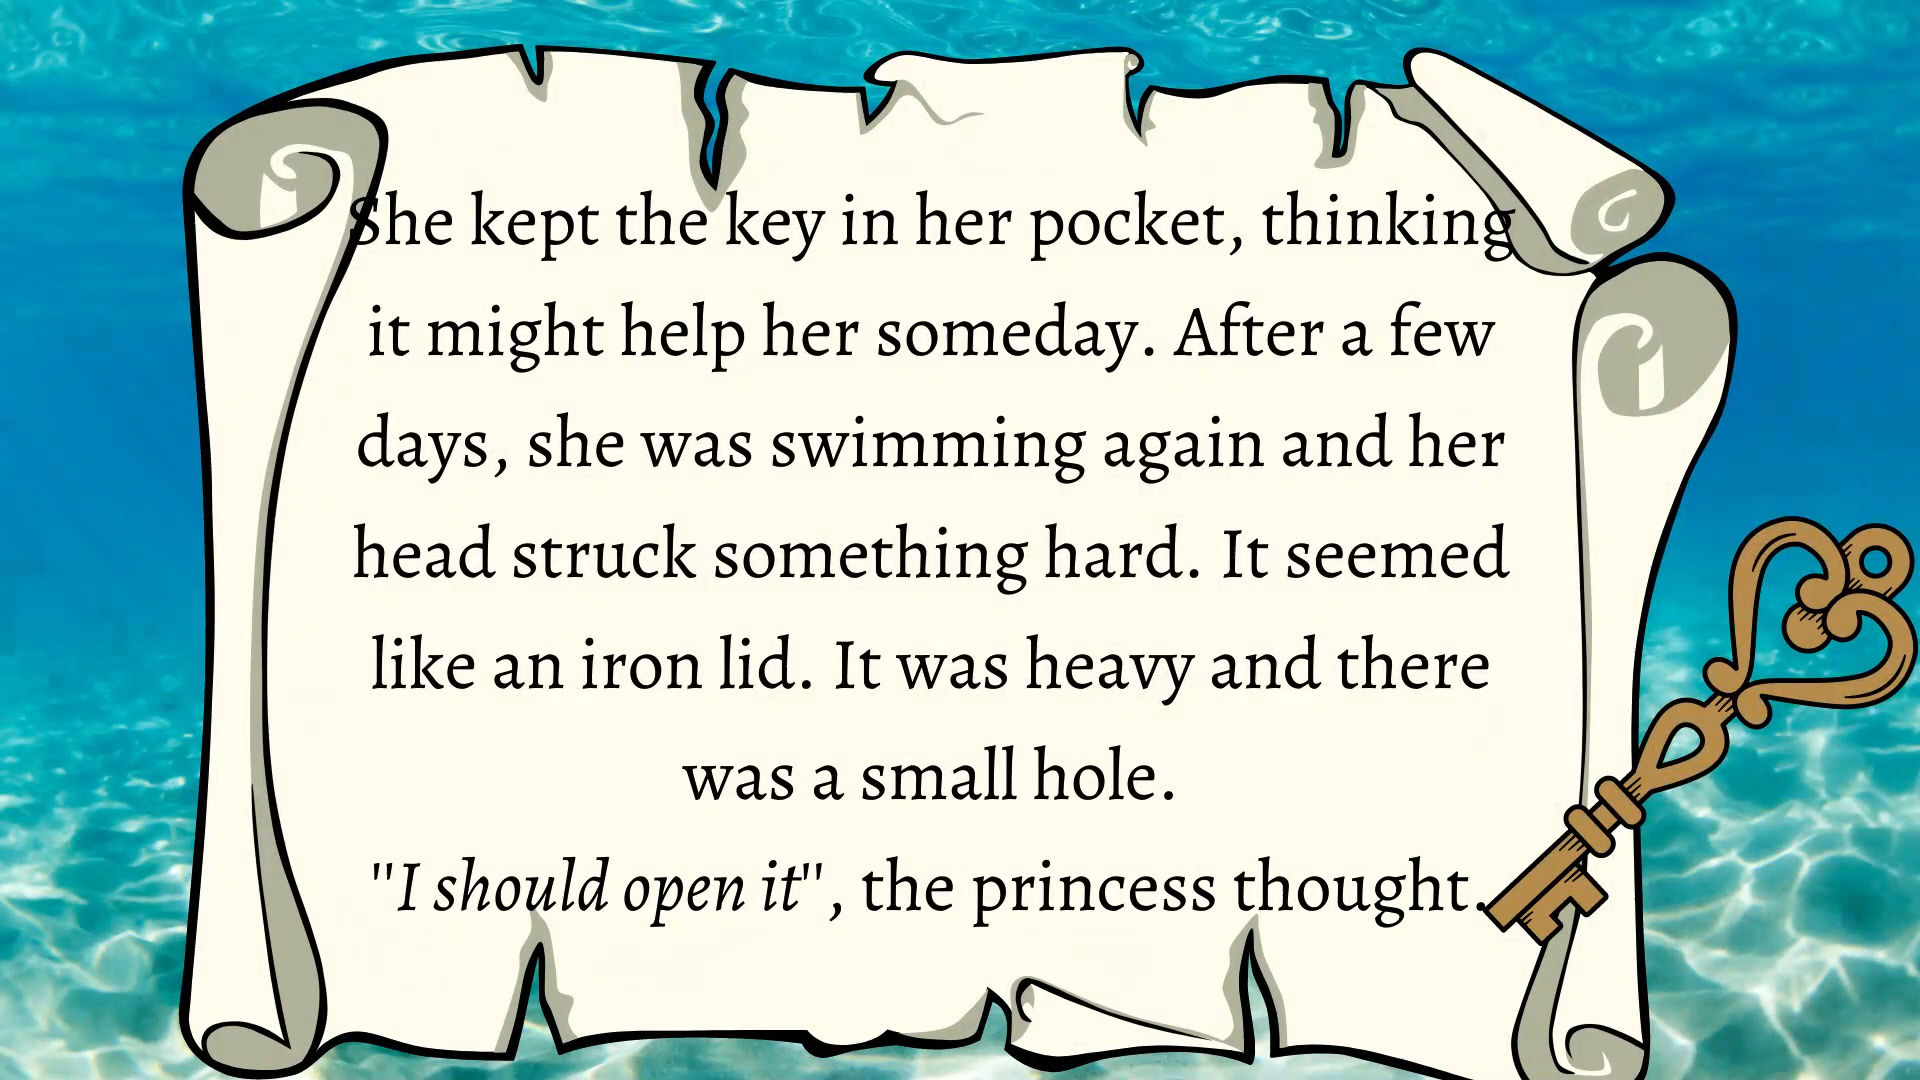 She kept the key in her pocket, thinking
it might help her someday. After a few
days, she was swimming again and her
head struck something hard. It seemed
like an iron lid. It was heavy and there
was a small hole.
"I should open it", the princess thought.